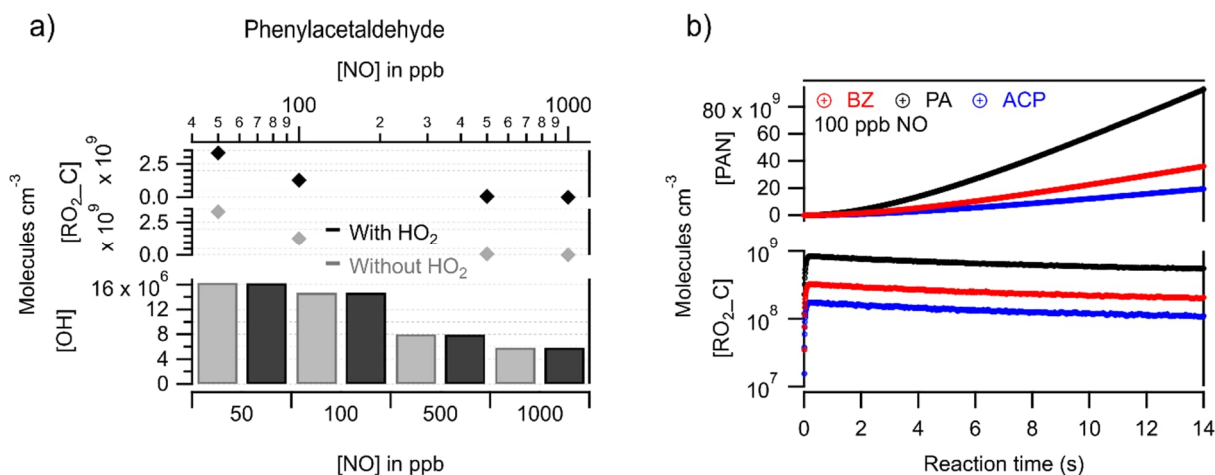 a)
Phenylacetaldehyde
[NO] in ppb
100 1000
4 5 6 7 8 9 2 3 4 5 6 7 8 9
Molecules cm-3
[RO2_C]
x 10^9
2.5
0.0
x 10^9
2.5
0.0
With HO2
Without HO2
[OH]
16 x 10^6
12
8
4
0
50 100 500 1000
[NO] in ppb
b)
BZ PA ACP
100 ppb NO
Molecules cm-3
[PAN]
80 x 10^9
60
40
20
0
[RO2_C]
10^9
10^8
10^7
0 2 4 6 8 10 12 14
Reaction time (s)